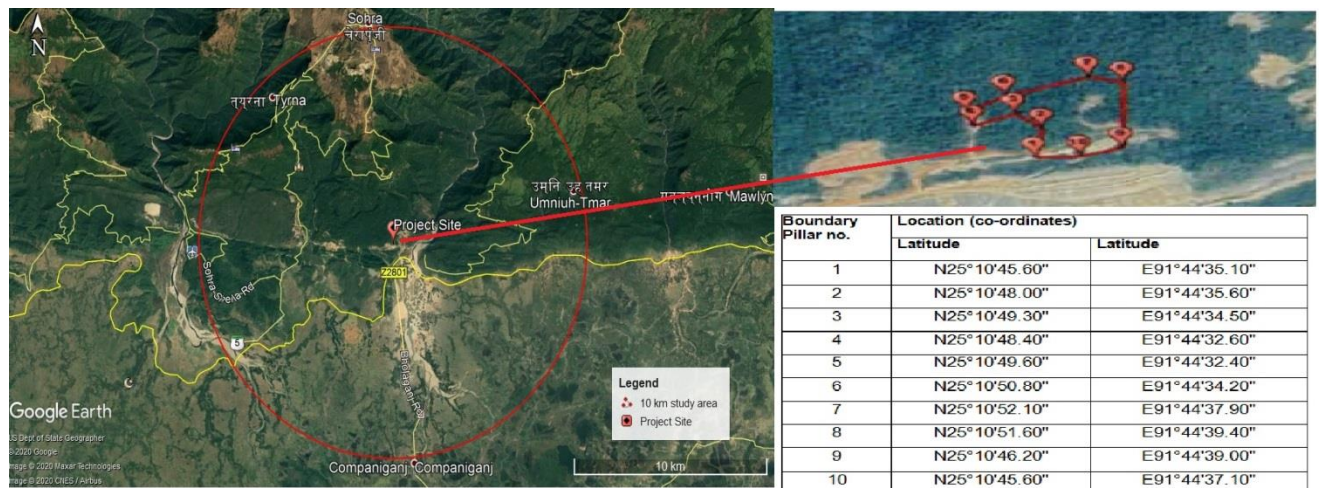 N
Sohra
चेरापूंजी
त्यरना Tyrna
उमनि उह तमर
Umniuh-Tmar
Mawlyn
Project Site
Z2801
Sohra-Shella-Rd
5
Bholaganj Rd
Legend
10 km study area
Project Site
Google Earth
US Dept of State Geographer
© 2020 Google
Image © 2020 Maxar Technologies
Image © 2020 CNES / Airbus
Companiganj Companiganj
10 km
Boundary Pillar no. Location (co-ordinates)
Latitude Latitude
1 N25°10'45.60" E91°44'35.10"
2 N25°10'48.00" E91°44'35.60"
3 N25°10'49.30" E91°44'34.50"
4 N25°10'48.40" E91°44'32.60"
5 N25°10'49.60" E91°44'32.40"
6 N25°10'50.80" E91°44'34.20"
7 N25°10'52.10" E91°44'37.90"
8 N25°10'51.60" E91°44'39.40"
9 N25°10'46.20" E91°44'39.00"
10 N25°10'45.60" E91°44'37.10"